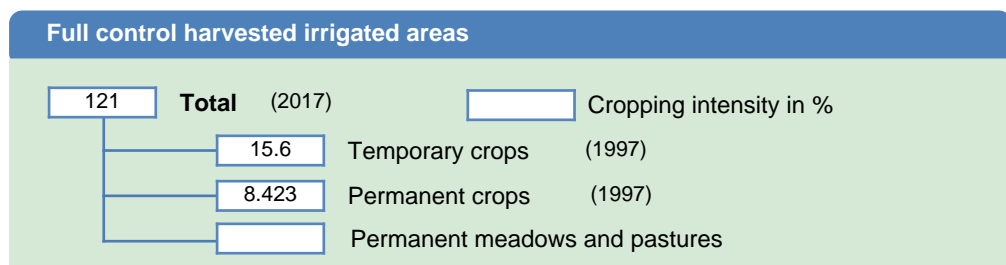 Full control harvested irrigated areas
121 Total (2017) Cropping intensity in %
15.6 Temporary crops (1997)
8.423 Permanent crops (1997)
Permanent meadows and pastures